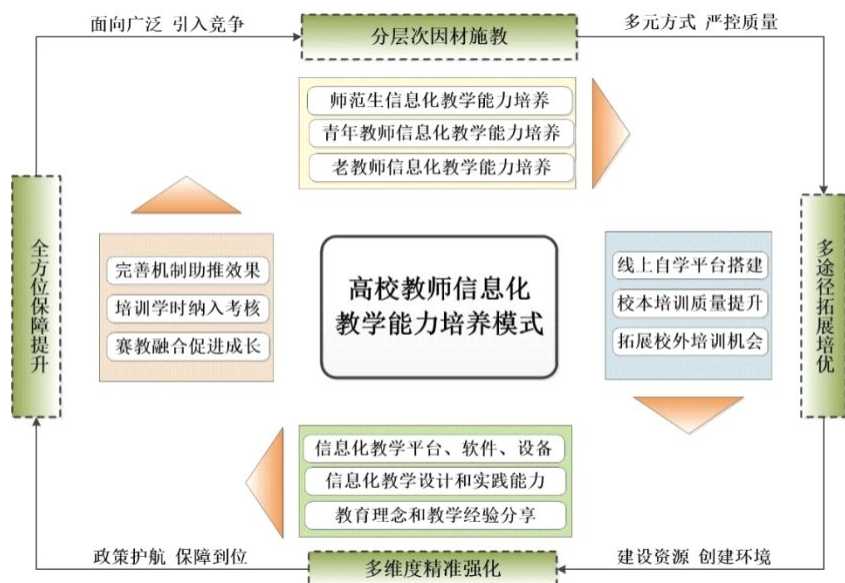 面向广泛 引入竞争
分层次因材施教
多元方式 严控质量
师范生信息化教学能力培养
青年教师信息化教学能力培养
老教师信息化教学能力培养
全方位保障提升
完善机制助推效果
培训学时纳入考核
赛教融合促进成长
高校教师信息化
教学能力培养模式
线上自学平台搭建
校本培训质量提升
拓展校外培训机会
多途径拓展培优
信息化教学平台、软件、设备
信息化教学设计和实践能力
教育理念和教学经验分享
政策护航 保障到位
多维度精准强化
建设资源 创建环境